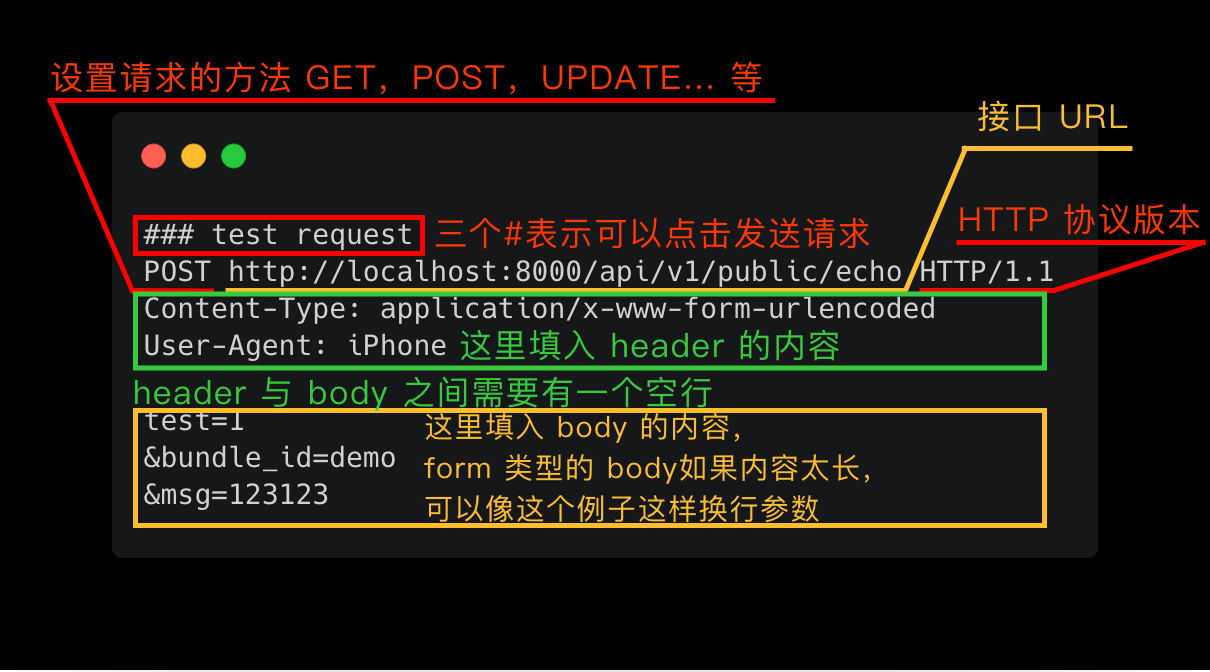 设置请求的方法 GET，POST，UPDATE... 等
接口 URL
### test request 三个#表示可以点击发送请求
HTTP 协议版本
POST http://localhost:8000/api/v1/public/echo HTTP/1.1
Content-Type: application/x-www-form-urlencoded
User-Agent: iPhone 这里填入 header 的内容
header 与 body 之间需要有一个空行
test=1
&bundle_id=demo
&msg=123123
这里填入 body 的内容，
form 类型的 body如果内容太长，
可以像这个例子这样换行参数